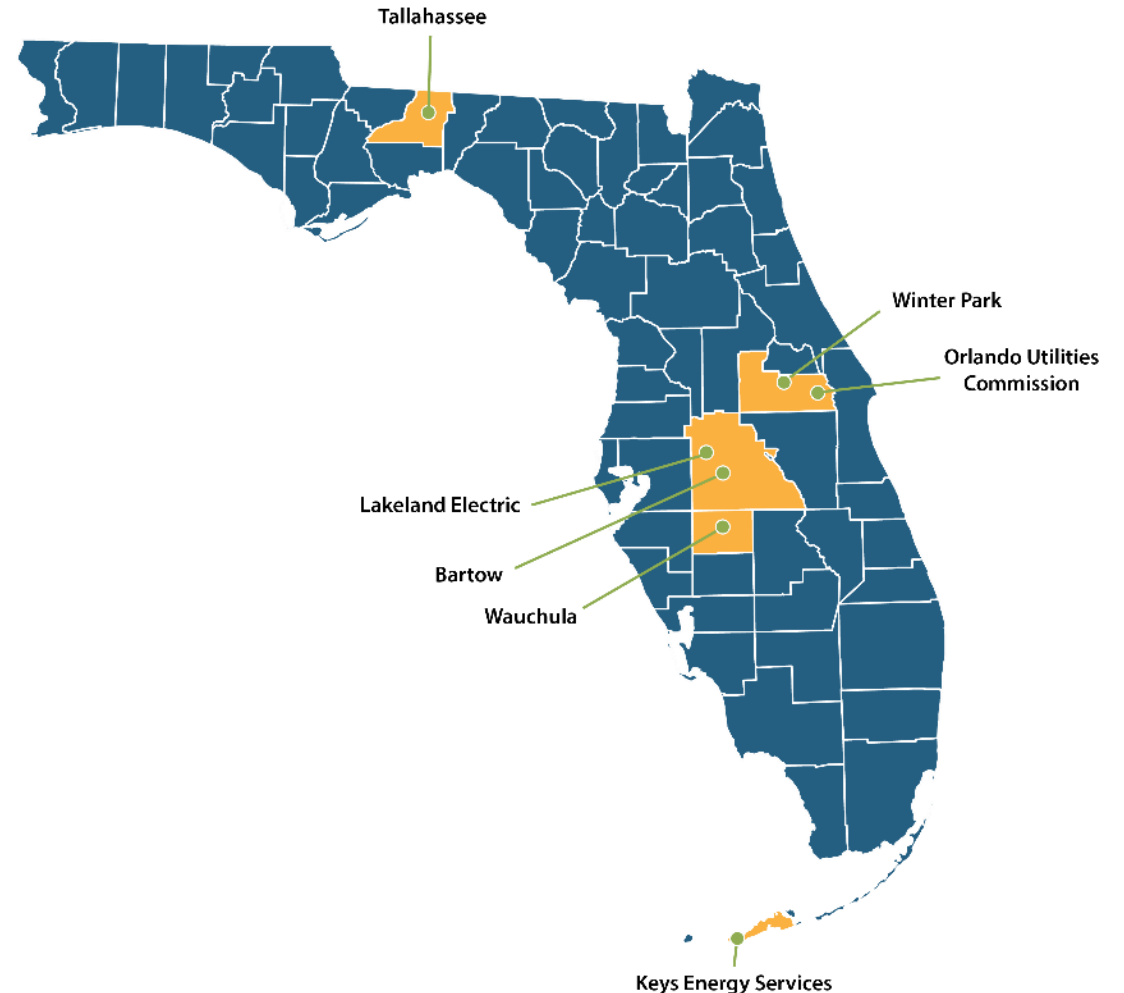 Tallahassee
Winter Park
Orlando Utilities
Commission
Lakeland Electric
Bartow
Wauchula
Keys Energy Services